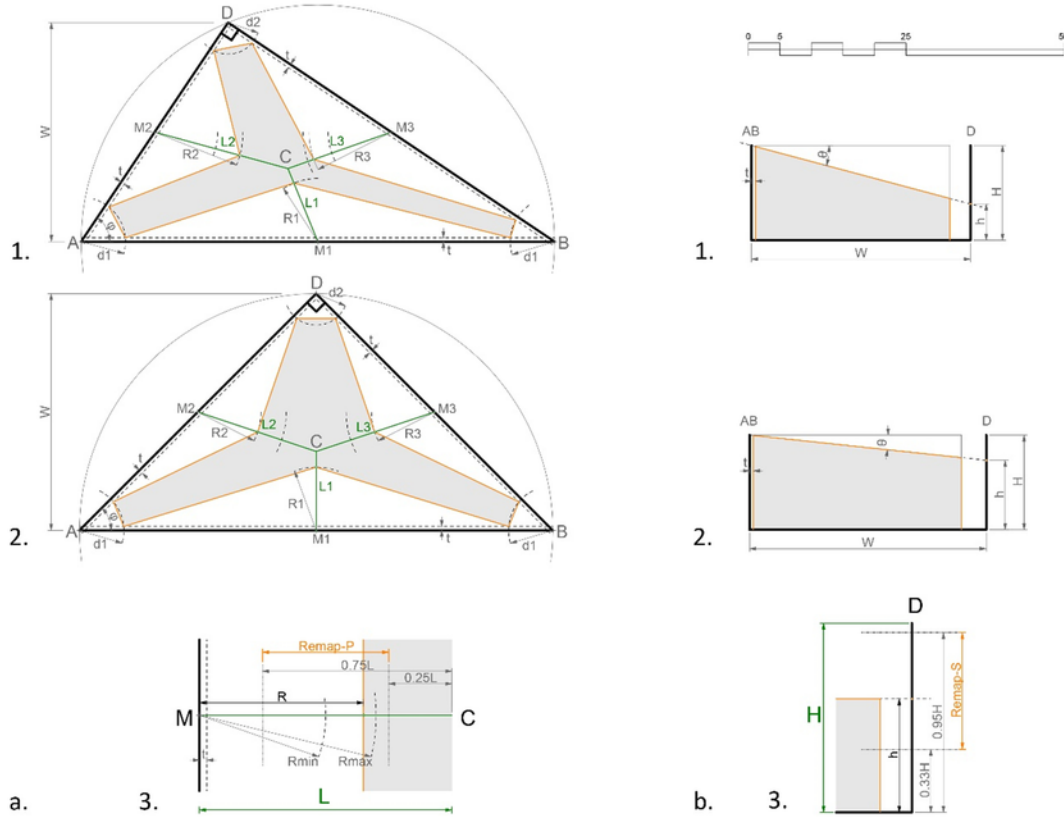 D
d2
t
W
M2
M3
L2
L3
R2
C
R3
t
L1
R1
φ
A
B
d1
M1
t
d1
1.
D
d2
t
W
M2
M3
L2
L3
R2
C
R3
t
L1
R1
φ
A
B
d1
M1
t
d1
2.
Remap-P
0.75L
0.25L
R
M
C
t
Rmin
Rmax
L
a.
3.
0 5 25 50
AB
D
θ
t
H
h
W
1.
AB
D
θ
t
H
h
W
2.
D
H
h
0.33H
0.95H
Remap-S
b.
3.